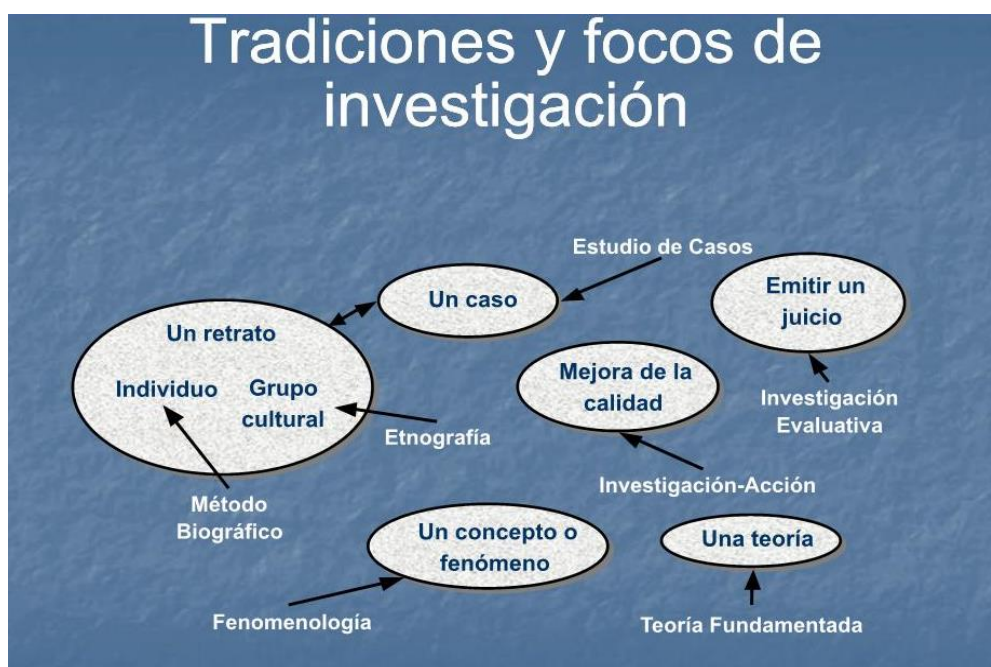 Tradiciones y focos de
investigación
Estudio de Casos
Un caso
Emitir un
juicio
Un retrato
Individuo
Grupo
cultural
Mejora de la
calidad
Investigación
Evaluativa
Etnografía
Investigación-Acción
Método
Biográfico
Un concepto o
fenómeno
Una teoría
Fenomenología
Teoría Fundamentada